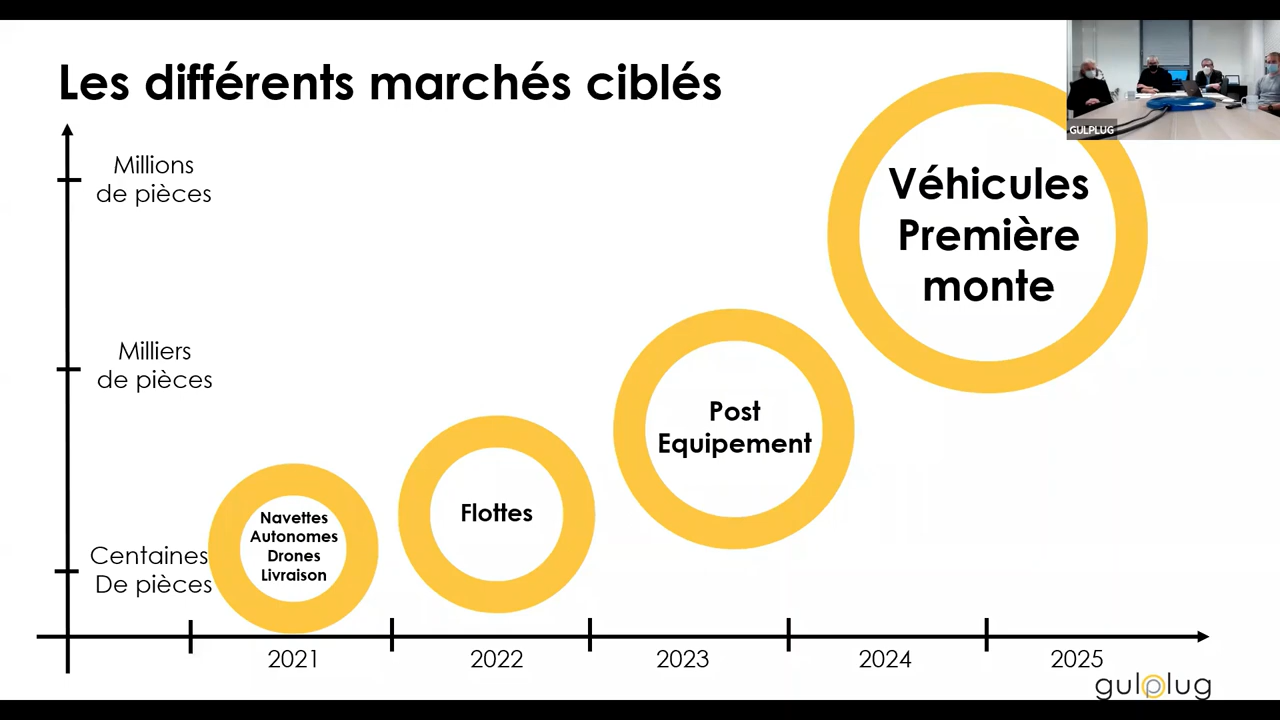 Les différents marchés ciblés
GULPLUG
Millions
de pièces
Milliers
de pièces
Centaines
De pièces
Navettes
Autonomes
Drones
Livraison
Flottes
Post
Equipement
Véhicules
Première
monte
2021
2022
2023
2024
2025
gulplug